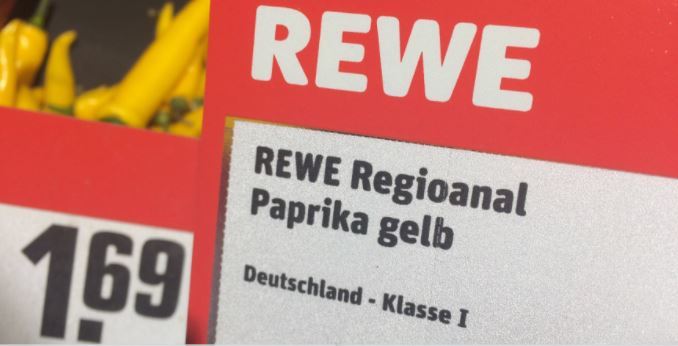 REWE
REWE Regioanal
Paprika gelb
Deutschland - Klasse I
1.69